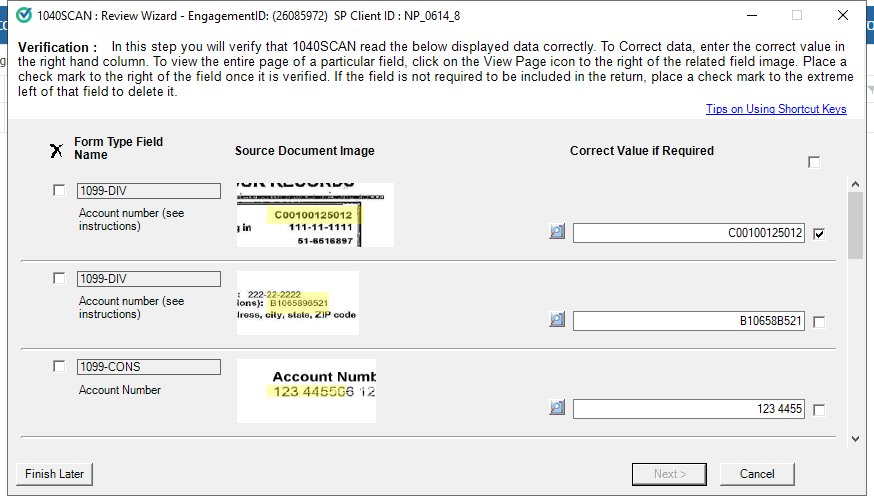 1040SCAN : Review Wizard - EngagementID: (26085972) SP Client ID : NP_0614_8
Verification : In this step you will verify that 1040SCAN read the below displayed data correctly. To Correct data, enter the correct value in
the right hand column. To view the entire page of a particular field, click on the View Page icon to the right of the related field image. Place a
check mark to the right of the field once it is verified. If the field is not required to be included in the return, place a check mark to the extreme
left of that field to delete it.
Tips on Using Shortcut Keys
X Form Type Field
Name
Source Document Image
Correct Value if Required
1099-DIV
Account number (see
instructions)
C00100125012
g in 111-11-1111
51-6516897
C00100125012
1099-DIV
Account number (see
instructions)
: 222-22-2222
ions): B1065896521
dress, city, state, ZIP code
B10658B521
1099-CONS
Account Number
Account Numb
123 445566 12
123 4455
Finish Later
Next >
Cancel